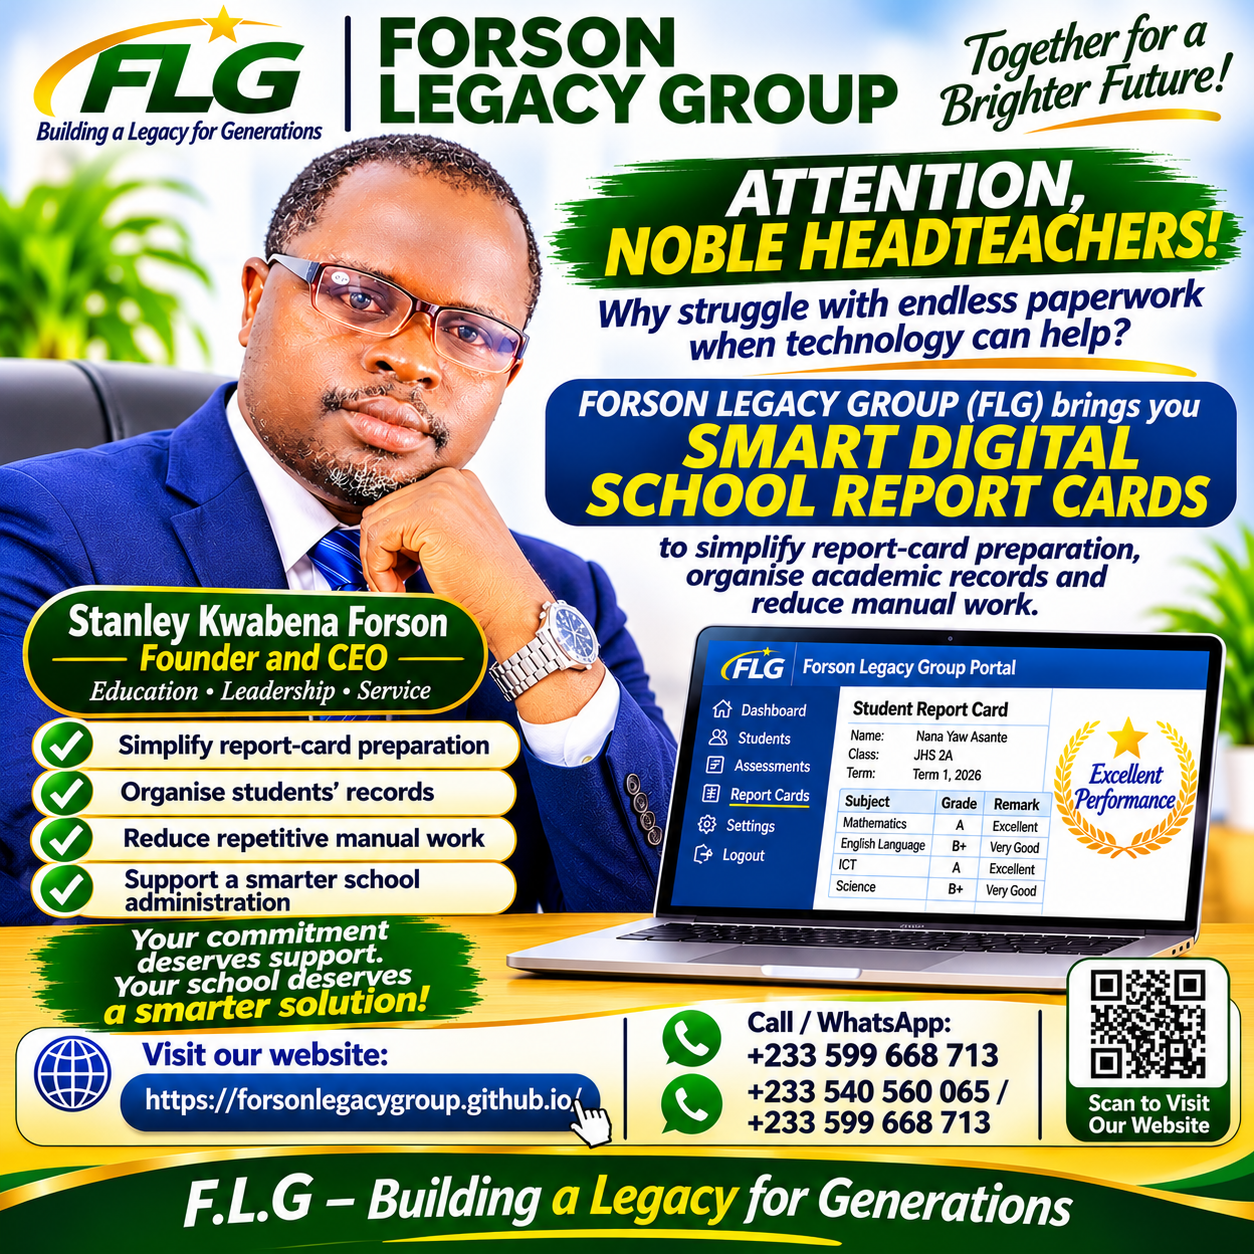 FLG
Building a Legacy for Generations
FORSON
LEGACY GROUP
Together for a
Brighter Future!
ATTENTION,
NOBLE HEADTEACHERS!
Why struggle with endless paperwork
when technology can help?
FORSON LEGACY GROUP (FLG) brings you
SMART DIGITAL
SCHOOL REPORT CARDS
to simplify report-card preparation,
organise academic records and
reduce manual work.
Stanley Kwabena Forson
Founder and CEO
Education • Leadership • Service
Simplify report-card preparation
Organise students' records
Reduce repetitive manual work
Support a smarter school
administration
Your commitment
deserves support.
Your school deserves
a smarter solution!
FLG
Forson Legacy Group Portal
Dashboard
Students
Assessments
Report Cards
Settings
Logout
Student Report Card
Name: Nana Yaw Asante
Class: JHS 2A
Term: Term 1, 2026
Subject Grade Remark
Mathematics A Excellent
English Language B+ Very Good
ICT A Excellent
Science B+ Very Good
Excellent
Performance
Visit our website:
https://forsonlegacygroup.github.io/
Call / WhatsApp:
+233 599 668 713
+233 540 560 065 /
+233 599 668 713
Scan to Visit
Our Website
F.L.G – Building a Legacy for Generations